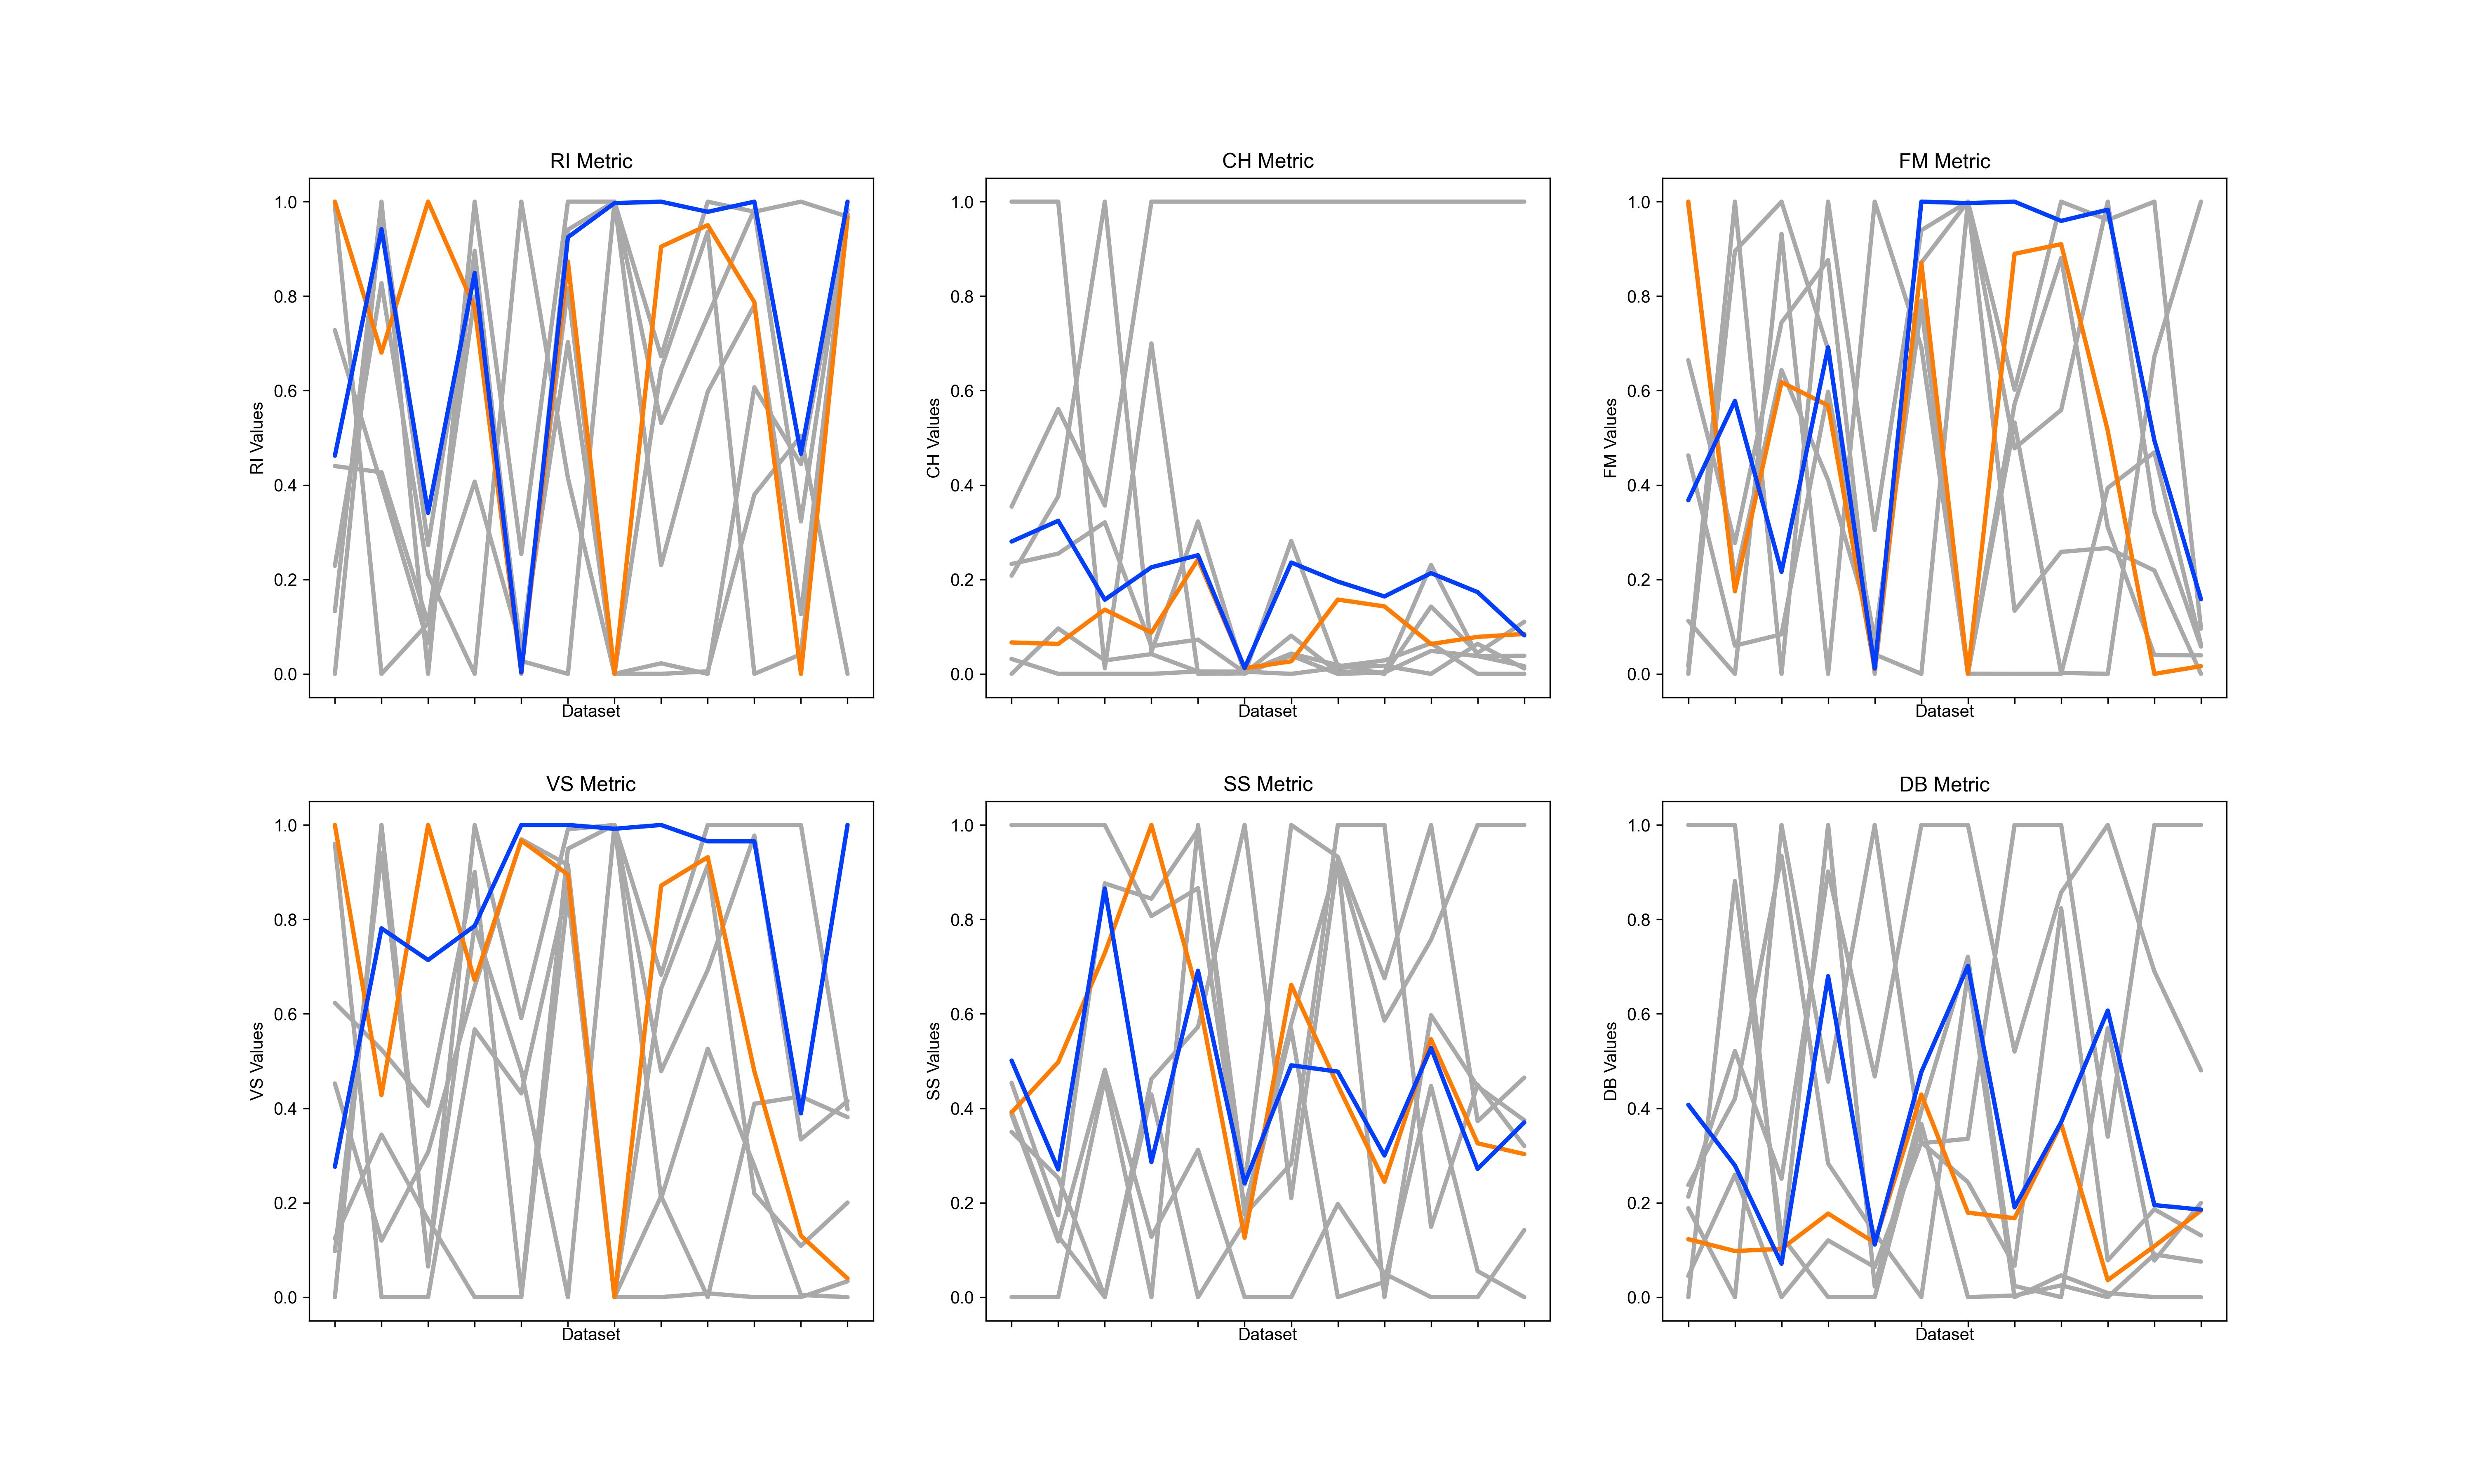 RI Metric
CH Metric
FM Metric
RI Values
1.0
0.8
0.6
0.4
0.2
0.0
Dataset
CH Values
1.0
0.8
0.6
0.4
0.2
0.0
Dataset
FM Values
1.0
0.8
0.6
0.4
0.2
0.0
Dataset
VS Metric
SS Metric
DB Metric
VS Values
1.0
0.8
0.6
0.4
0.2
0.0
Dataset
SS Values
1.0
0.8
0.6
0.4
0.2
0.0
Dataset
DB Values
1.0
0.8
0.6
0.4
0.2
0.0
Dataset